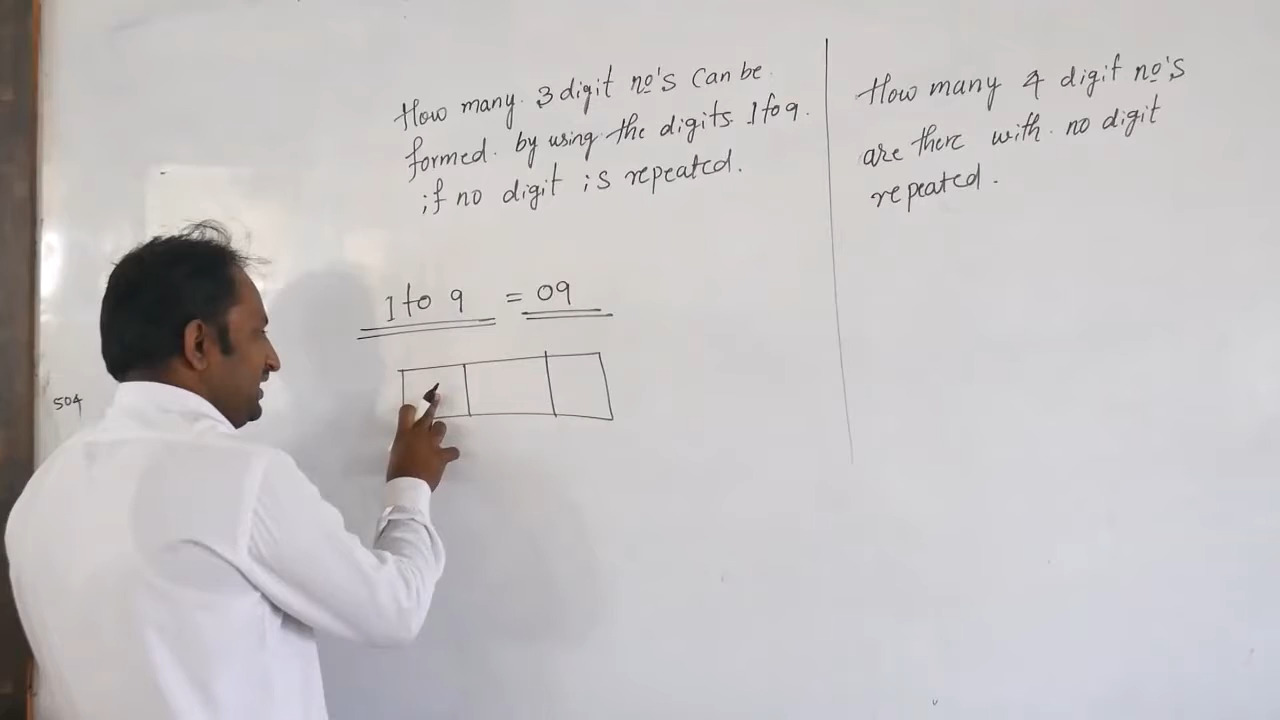 How many 3 digit no's can be
formed by using the digits 1 to 9.
if no digit is repeated.
1 to 9 = 09
504
How many 4 digit no's
are there with no digit
repeated.